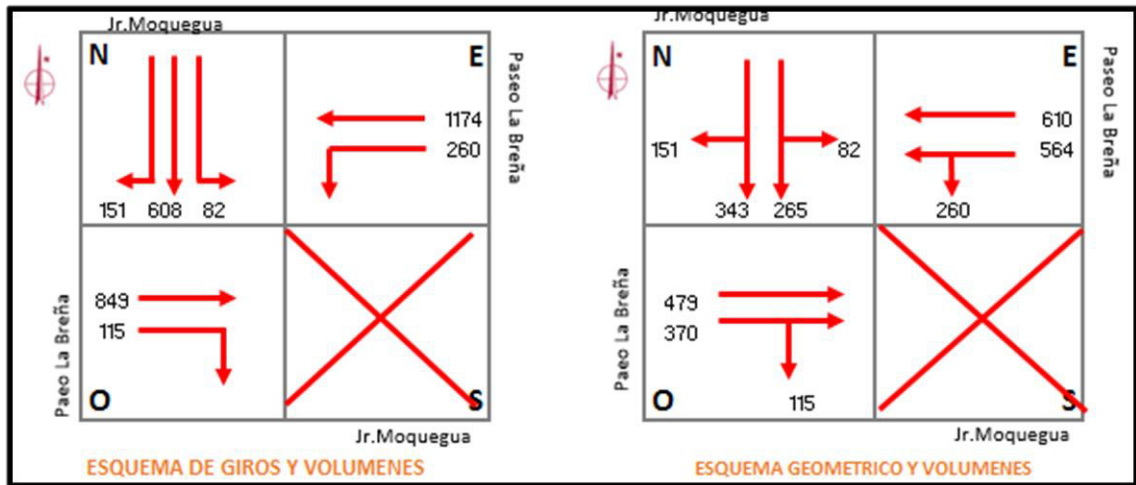 Jr.Moquegua
N
E
Paseo La Breña
1174
260
151 608 82
849
115
Paeo La Breña
O
S
Jr.Moquegua
ESQUEMA DE GIROS Y VOLUMENES
Jr.Moquegua
N
E
Paseo La Breña
610
564
151
82
343 265
260
479
370
Paseo La Breña
O
115
S
Jr.Moquegua
ESQUEMA GEOMETRICO Y VOLUMENES